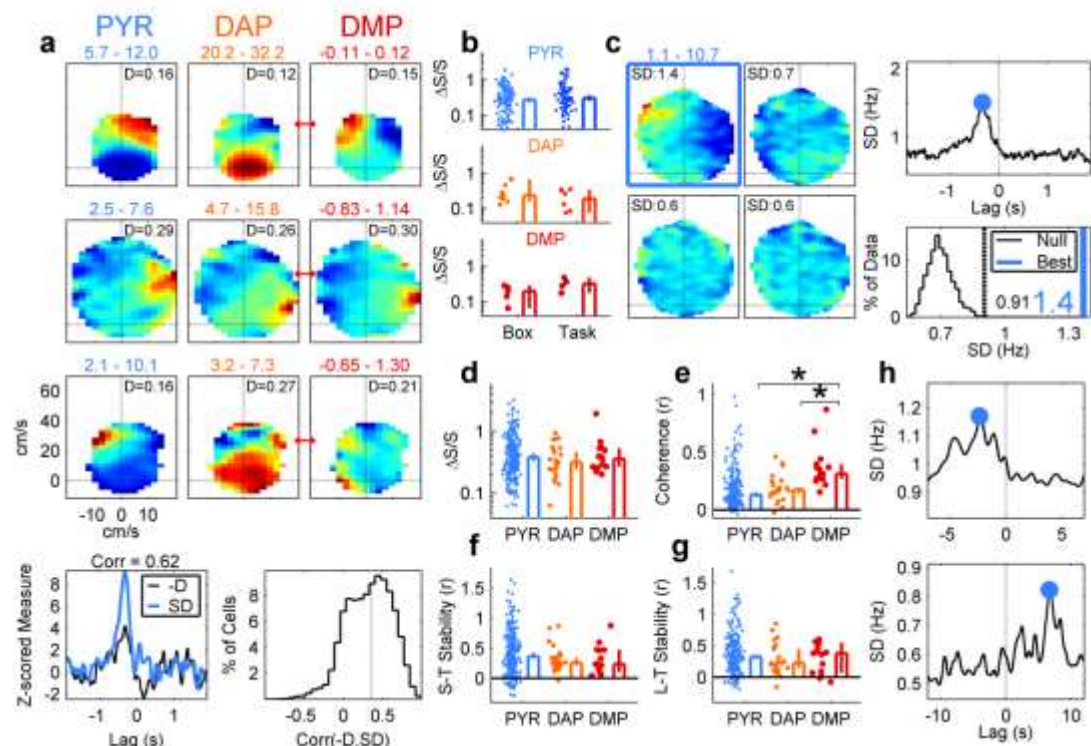 a
PYR
DAP
DMP
5.7 - 12.0
20.2 - 32.2
-0.11 - 0.12
D=0.16
D=0.12
D=0.15
2.5 - 7.6
4.7 - 15.8
-0.83 - 1.14
D=0.29
D=0.26
D=0.30
2.1 - 10.1
3.2 - 7.3
-0.65 - 1.30
D=0.16
D=0.27
D=0.21
60
40
20
0
cm/s
-10 0 10
cm/s
Corr = 0.62
-D
SD
Z-scored Measure
8
6
4
2
0
-2
-1 0 1
Lag (s)
% of Cells
8
6
4
2
-0.5 0 0.5
Corr(-D,SD)
b
PYR
ΔS/S
1
0.1
DAP
ΔS/S
1
0.1
DMP
ΔS/S
1
0.1
Box Task
c
1.1 - 10.7
SD:1.4
SD:0.7
SD:0.6
SD:0.6
SD (Hz)
2
1
-1 0 1
Lag (s)
% of Data
10
5
0
Null
Best
0.91
1.4
0.7 1 1.3
SD (Hz)
d
ΔS/S
1
0.1
PYR DAP DMP
e
*
*
Coherence (r)
1
0.5
0
PYR DAP DMP
f
S-T Stability (r)
1.5
1
0.5
0
PYR DAP DMP
g
L-T Stability (r)
1.5
1
0.5
0
PYR DAP DMP
h
SD (Hz)
1.2
1.1
1
0.9
-5 0 5
SD (Hz)
0.9
0.8
0.7
0.6
0.5
-10 0 10
Lag (s)